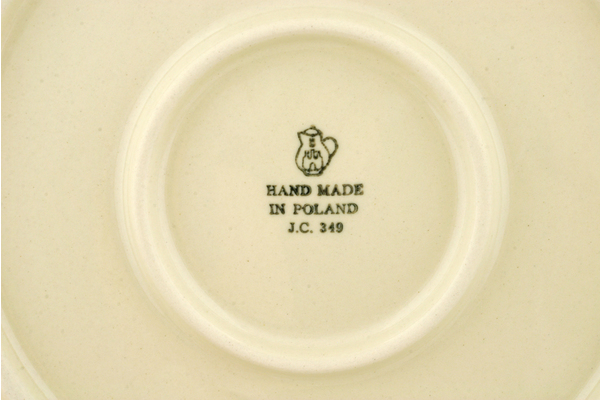 HAND MADE
IN POLAND
J.C. 349